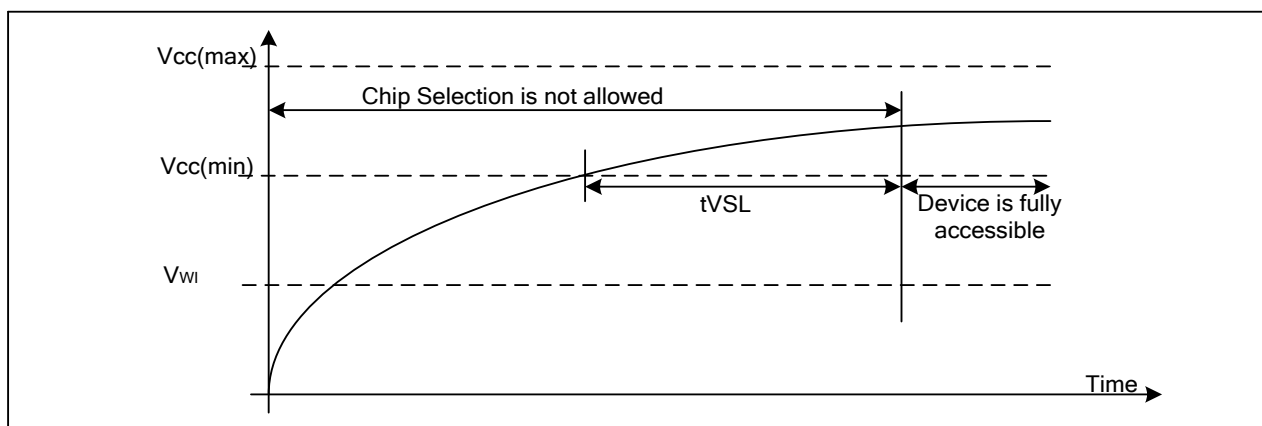 Vcc(max)
Chip Selection is not allowed
Vcc(min)
tVSL
Device is fully
accessible
VWI
Time